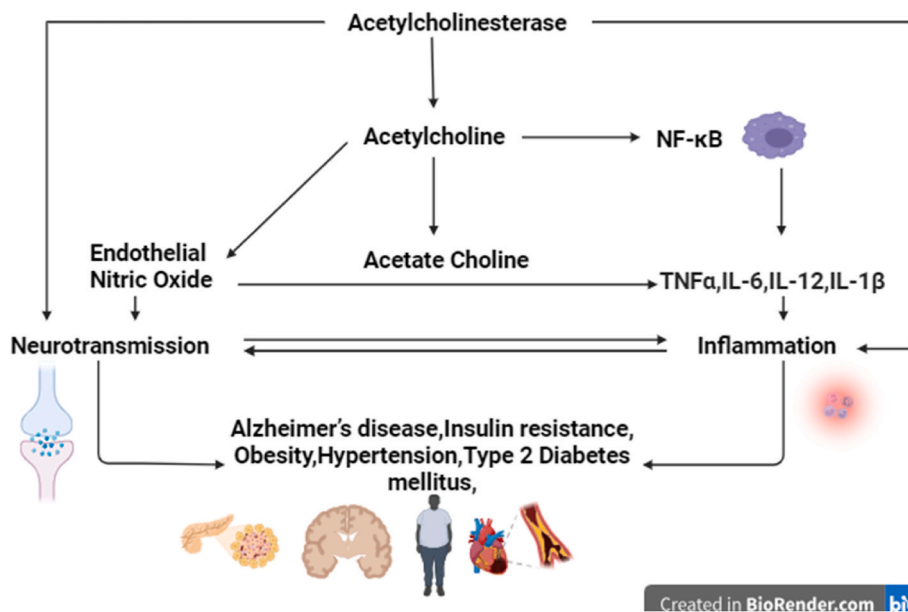 Acetylcholinesterase
Acetylcholine
NF-κB
Endothelial
Nitric Oxide
Acetate Choline
TNFα,IL-6,IL-12,IL-1β
Neurotransmission
Inflammation
Alzheimer's disease,Insulin resistance,
Obesity,Hypertension,Type 2 Diabetes
mellitus,
Created in BioRender.com bi